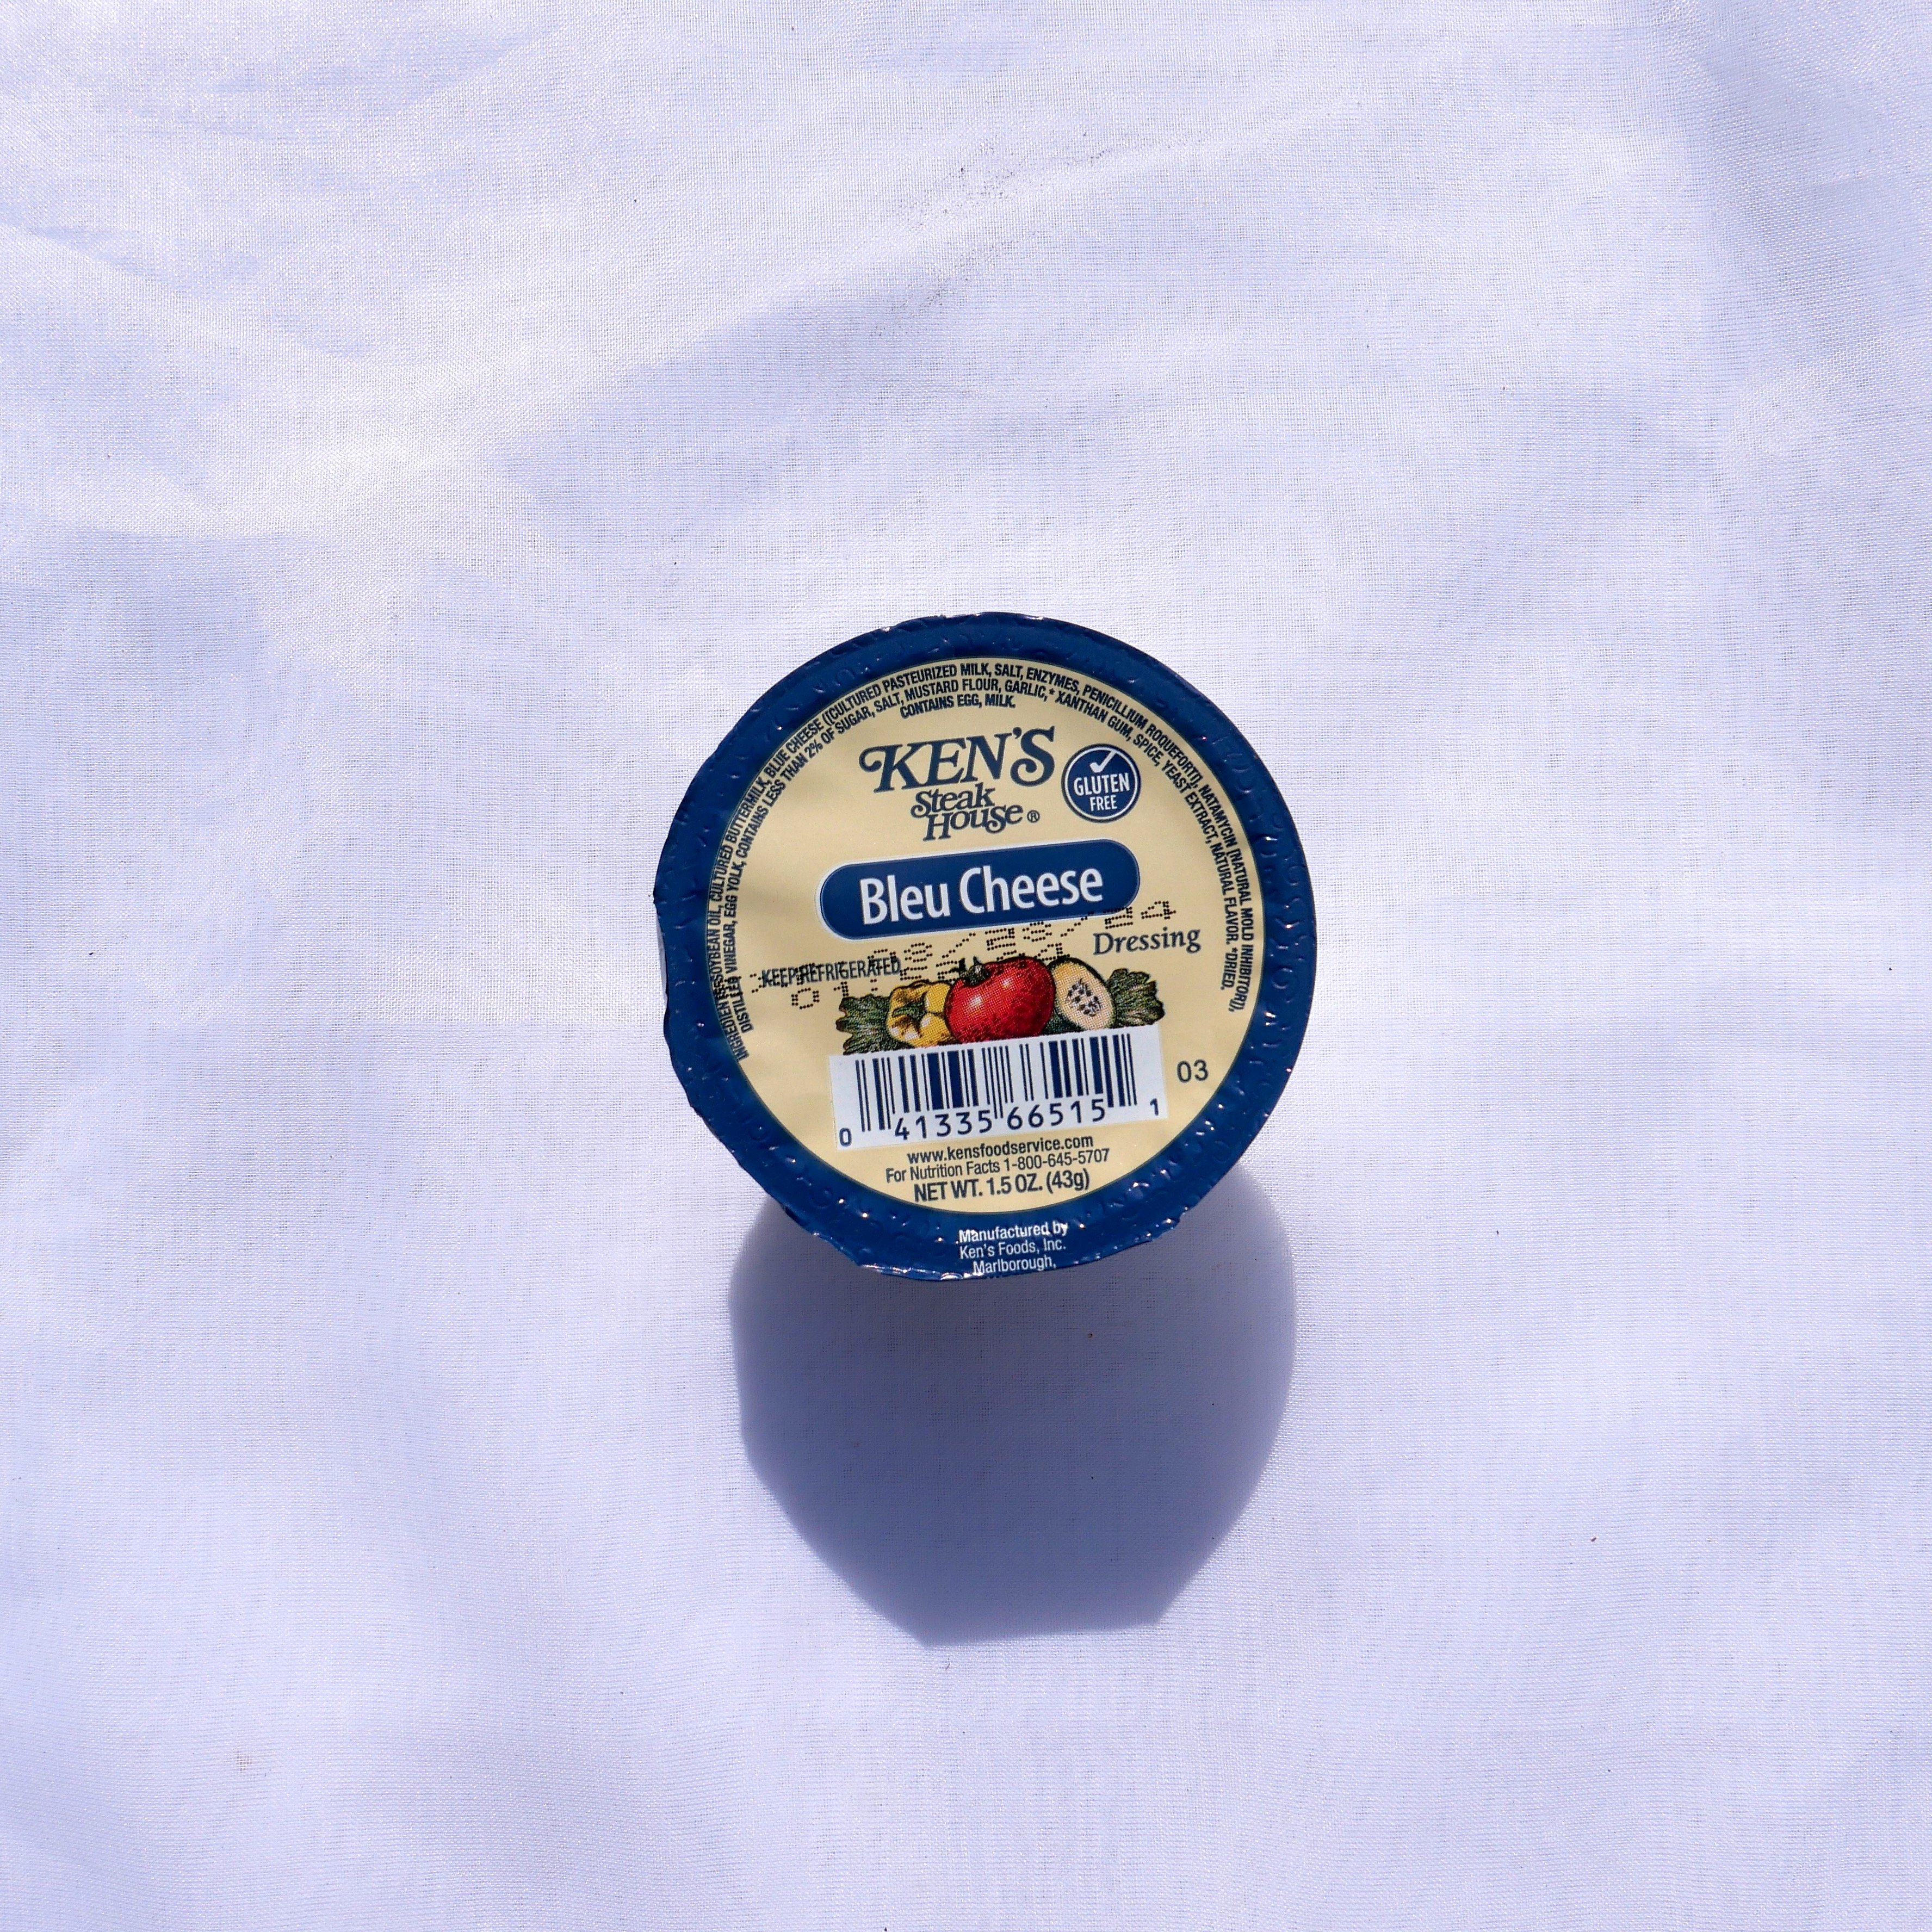 INGREDIENTS: SOYBEAN OIL, CULTURED BUTTERMILK, BLUE CHEESE ([CULTURED PASTEURIZED MILK, SALT, ENZYMES, PENICILLIUM ROQUEFORTI], NATAMYCIN [NATURAL MOLD INHIBITOR]),
DISTILLED VINEGAR, EGG YOLK, CONTAINS LESS THAN 2% OF SUGAR, SALT, MUSTARD FLOUR, GARLIC,* XANTHAN GUM, SPICE, YEAST EXTRACT, NATURAL FLAVOR. *DRIED.
CONTAINS EGG, MILK.
KEN'S
Steak
House®
GLUTEN
FREE
Bleu Cheese
Dressing
KEEP REFRIGERATED
03
0 41335 66515 1
www.kensfoodservice.com
For Nutrition Facts 1-800-645-5707
NET WT. 1.5 OZ. (43g)
Manufactured by
Ken's Foods, Inc.
Marlborough,